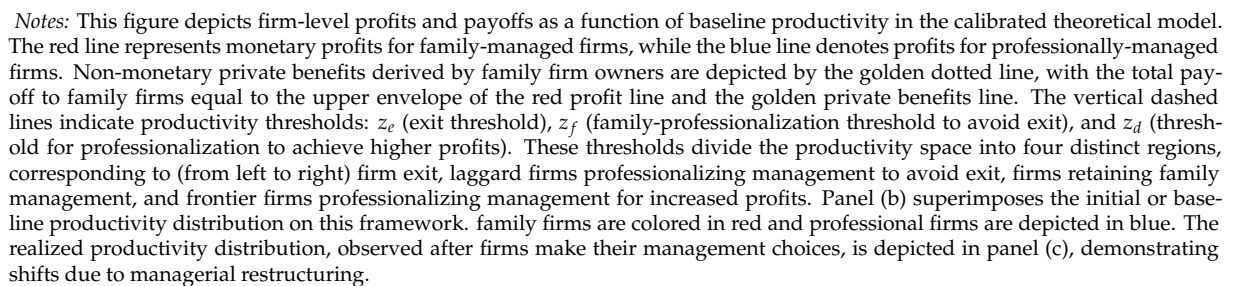 Notes: This figure depicts firm-level profits and payoffs as a function of baseline productivity in the calibrated theoretical model.
The red line represents monetary profits for family-managed firms, while the blue line denotes profits for professionally-managed
firms. Non-monetary private benefits derived by family firm owners are depicted by the golden dotted line, with the total pay-
off to family firms equal to the upper envelope of the red profit line and the golden private benefits line. The vertical dashed
lines indicate productivity thresholds: z_e (exit threshold), z_f (family-professionalization threshold to avoid exit), and z_d (thresh-
old for professionalization to achieve higher profits). These thresholds divide the productivity space into four distinct regions,
corresponding to (from left to right) firm exit, laggard firms professionalizing management to avoid exit, firms retaining family
management, and frontier firms professionalizing management for increased profits. Panel (b) superimposes the initial or base-
line productivity distribution on this framework. family firms are colored in red and professional firms are depicted in blue. The
realized productivity distribution, observed after firms make their management choices, is depicted in panel (c), demonstrating
shifts due to managerial restructuring.